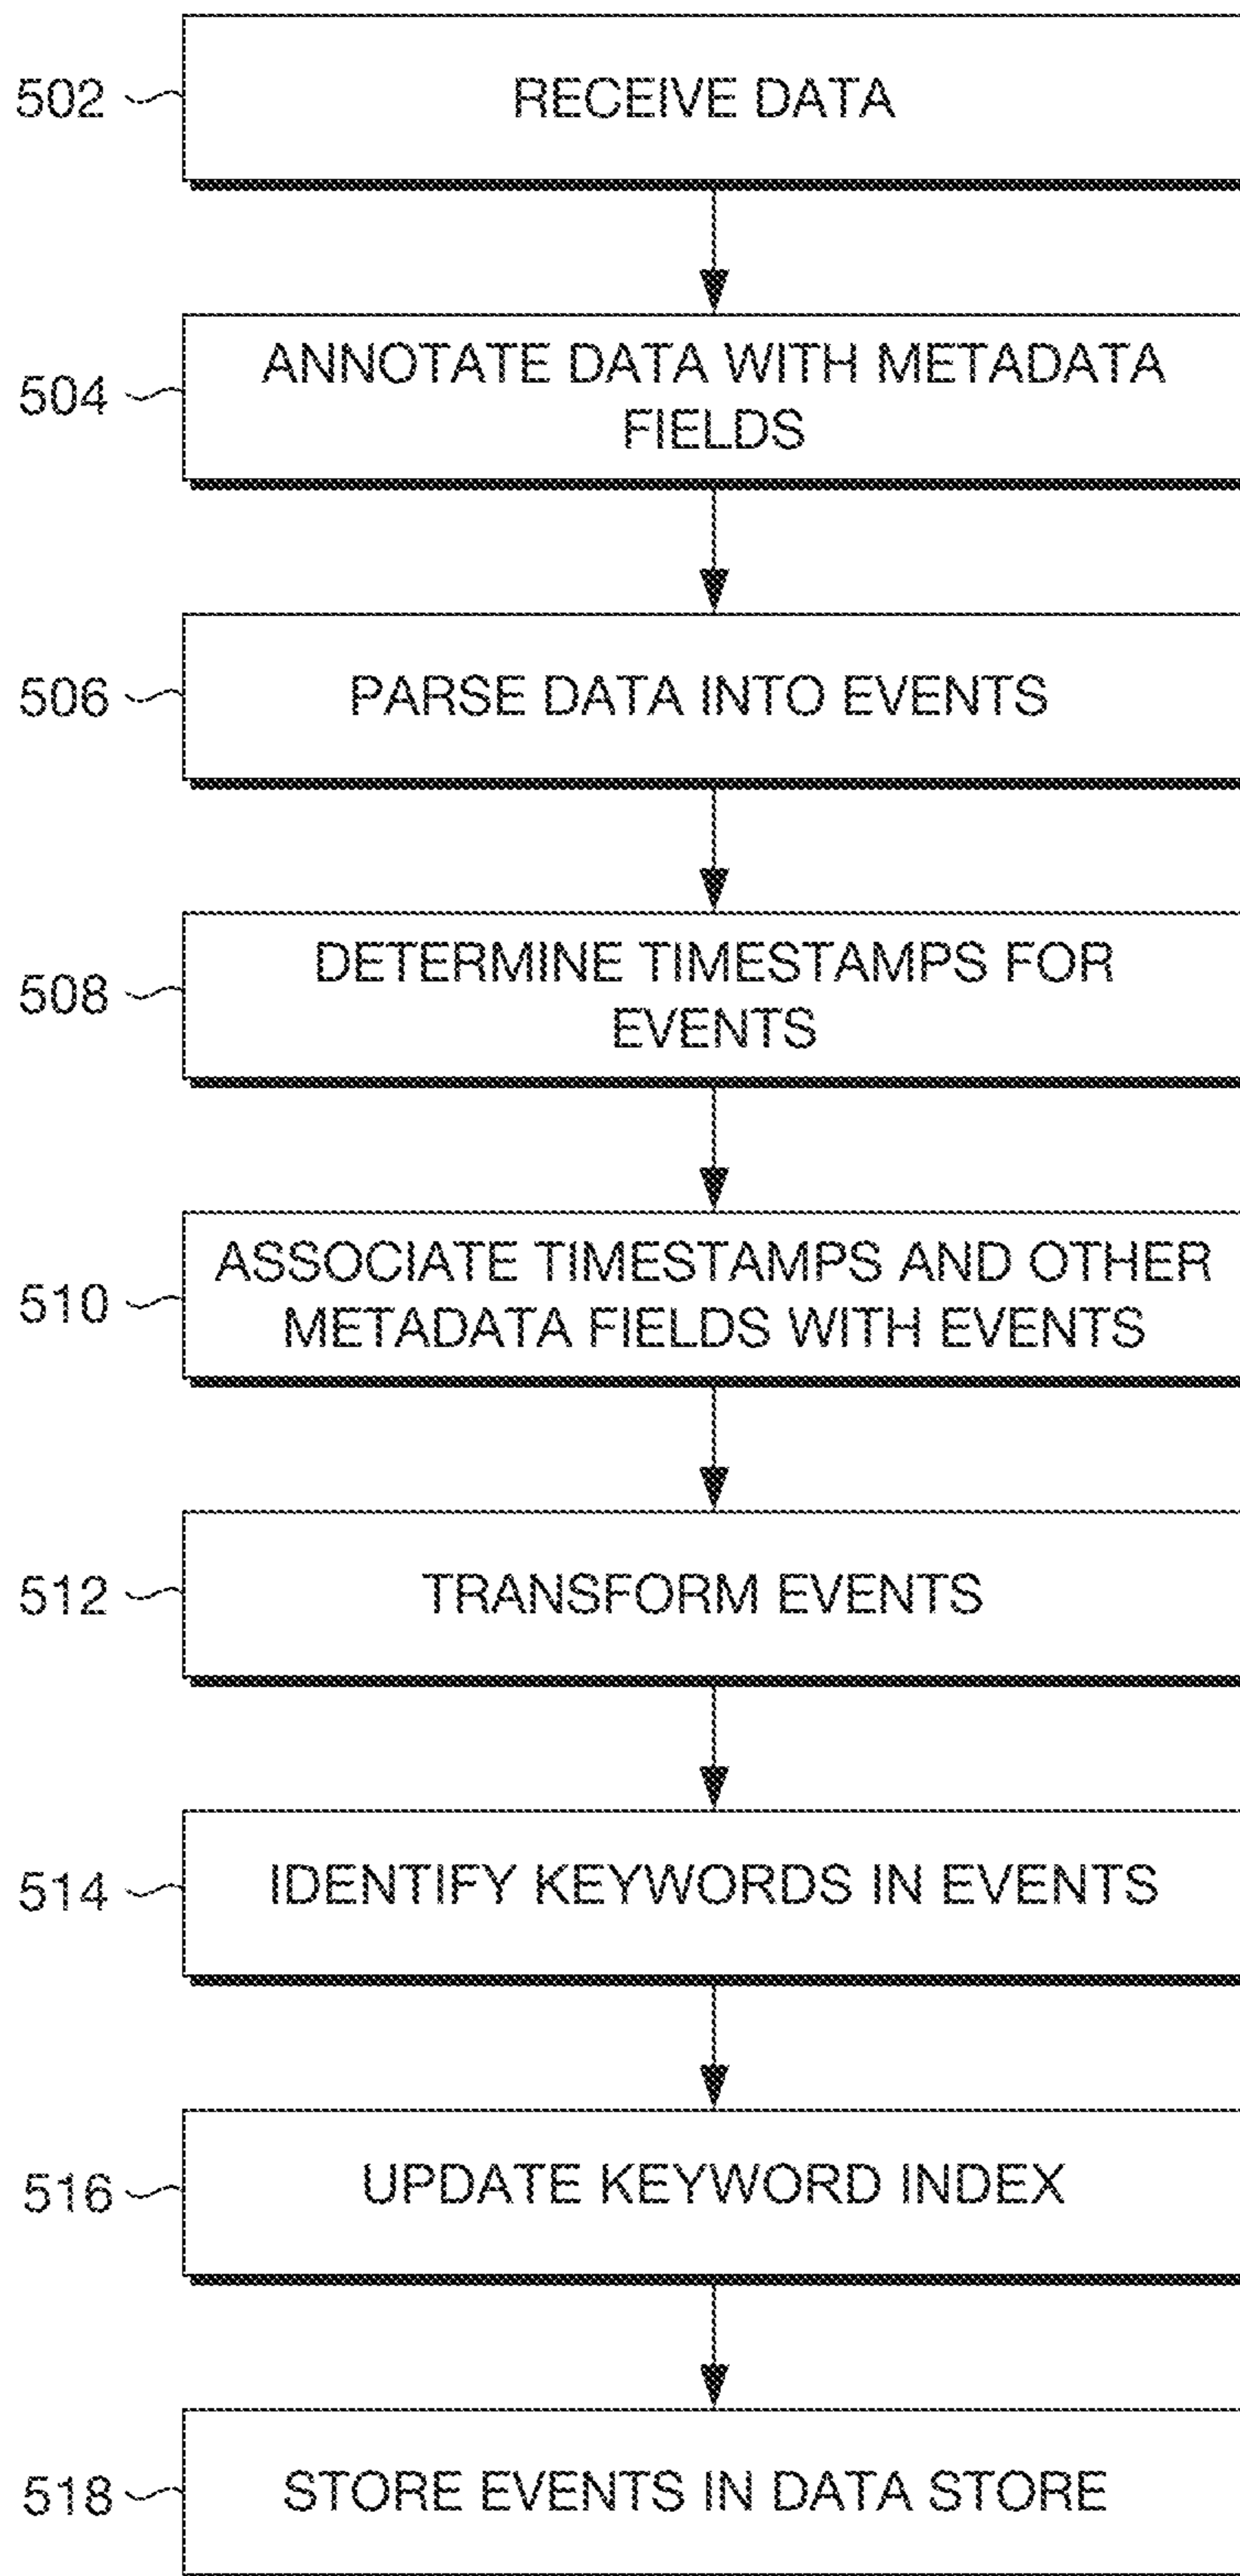 502
RECEIVE DATA
504
ANNOTATE DATA WITH METADATA
FIELDS
506
PARSE DATA INTO EVENTS
508
DETERMINE TIMESTAMPS FOR
EVENTS
510
ASSOCIATE TIMESTAMPS AND OTHER
METADATA FIELDS WITH EVENTS
512
TRANSFORM EVENTS
514
IDENTIFY KEYWORDS IN EVENTS
516
UPDATE KEYWORD INDEX
518
STORE EVENTS IN DATA STORE